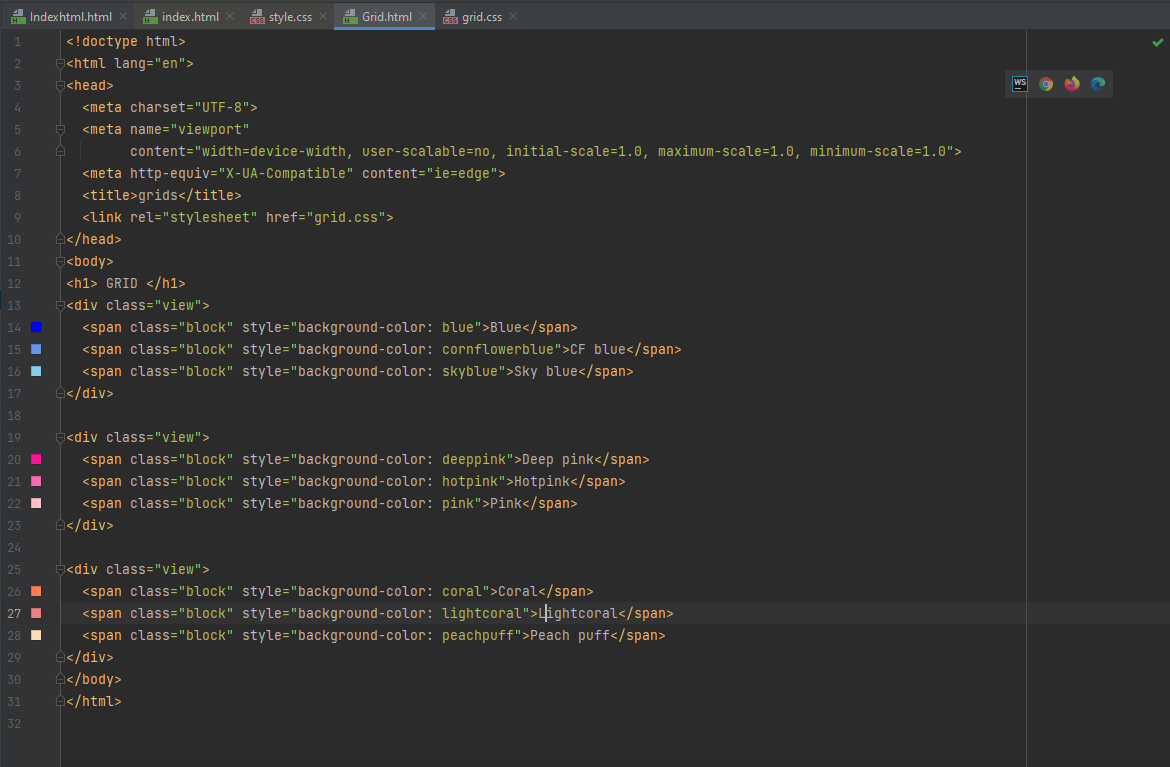 Indexhtml.html index.html style.css Grid.html grid.css
1 <!doctype html>
2 <html lang="en">
3 <head>
4 <meta charset="UTF-8">
5 <meta name="viewport"
6 content="width=device-width, user-scalable=no, initial-scale=1.0, maximum-scale=1.0, minimum-scale=1.0">
7 <meta http-equiv="X-UA-Compatible" content="ie=edge">
8 <title>grids</title>
9 <link rel="stylesheet" href="grid.css">
10 </head>
11 <body>
12 <h1> GRID </h1>
13 <div class="view">
14 <span class="block" style="background-color: blue">Blue</span>
15 <span class="block" style="background-color: cornflowerblue">CF blue</span>
16 <span class="block" style="background-color: skyblue">Sky blue</span>
17 </div>
18
19 <div class="view">
20 <span class="block" style="background-color: deeppink">Deep pink</span>
21 <span class="block" style="background-color: hotpink">Hotpink</span>
22 <span class="block" style="background-color: pink">Pink</span>
23 </div>
24
25 <div class="view">
26 <span class="block" style="background-color: coral">Coral</span>
27 <span class="block" style="background-color: lightcoral">Lightcoral</span>
28 <span class="block" style="background-color: peachpuff">Peach puff</span>
29 </div>
30 </body>
31 </html>
32
WS